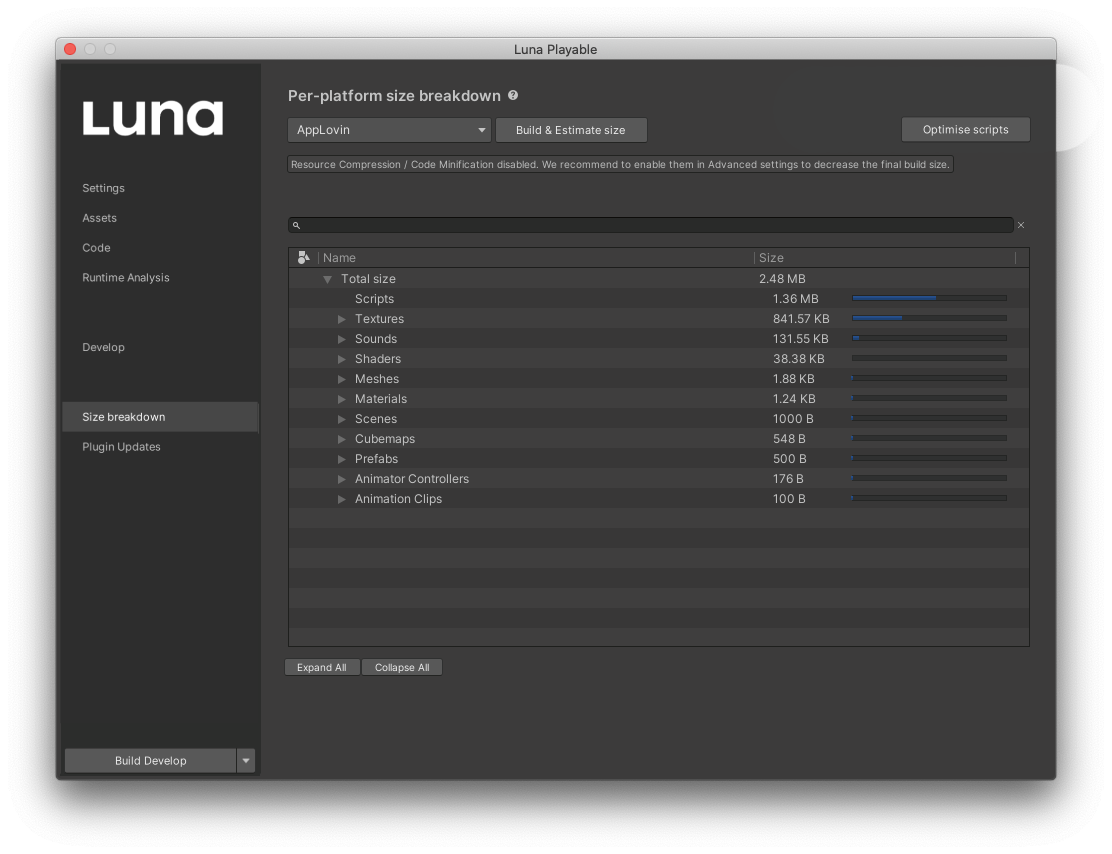 Luna Playable
Luna
Settings
Assets
Code
Runtime Analysis
Develop
Size breakdown
Plugin Updates
Build Develop
Per-platform size breakdown ?
AppLovin
Build & Estimate size
Optimise scripts
Resource Compression / Code Minification disabled. We recommend to enable them in Advanced settings to decrease the final build size.
Name Size
Total size 2.48 MB
Scripts 1.36 MB
Textures 841.57 KB
Sounds 131.55 KB
Shaders 38.38 KB
Meshes 1.88 KB
Materials 1.24 KB
Scenes 1000 B
Cubemaps 548 B
Prefabs 500 B
Animator Controllers 176 B
Animation Clips 100 B
Expand All Collapse All